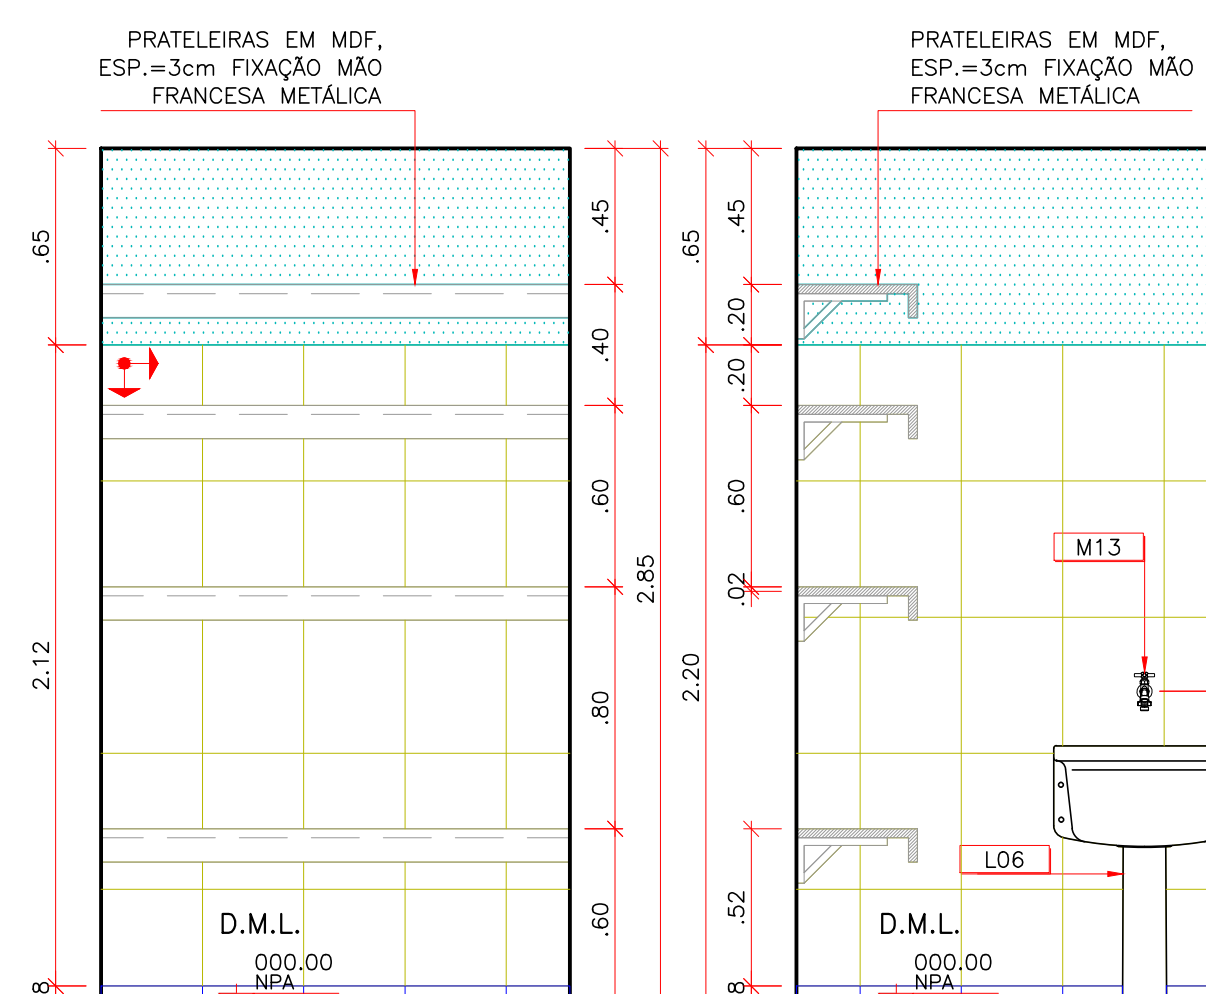 PRATELEIRAS EM MDF,
ESP.=3cm FIXAÇÃO MÃO
FRANCESA METÁLICA
PRATELEIRAS EM MDF,
ESP.=3cm FIXAÇÃO MÃO
FRANCESA METÁLICA
.65
2.12
8
.45
.40
.60
.80
.60
2.85
.65
2.20
.45
.20
.20
.60
.02
.52
8
M13
L06
D.M.L.
000.00
NPA
D.M.L.
000.00
NPA